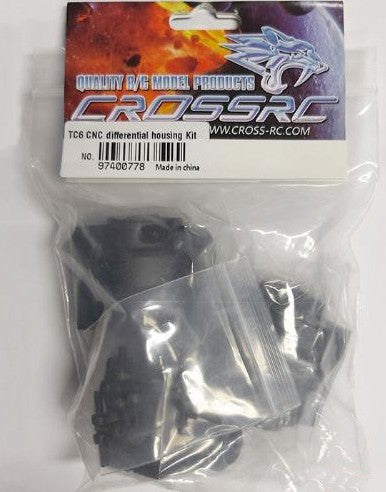 QUALITY R/C MODEL PRODUCTS
CROSSRC
WWW.CROSS-RC.COM
TC6 CNC differential housing Kit
NO.
97400778 Made in china